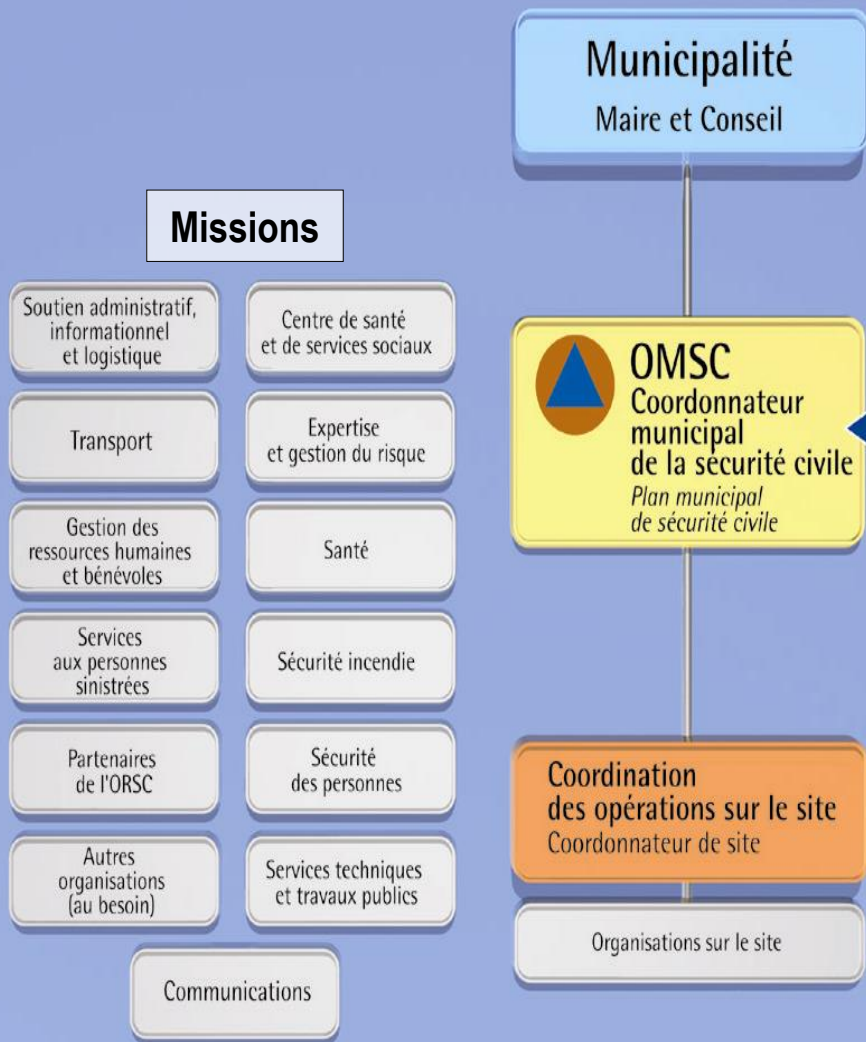 Municipalité
Maire et Conseil
Missions
Soutien administratif,
informationnel
et logistique
Centre de santé
et de services sociaux
Transport
Expertise
et gestion du risque
Gestion des
ressources humaines
et bénévoles
Santé
Services
aux personnes
sinistrées
Sécurité incendie
Partenaires
de l'ORSC
Sécurité
des personnes
Autres
organisations
(au besoin)
Services techniques
et travaux publics
Communications
OMSC
Coordonnateur
municipal
de la sécurité civile
Plan municipal
de sécurité civile
Coordination
des opérations sur le site
Coordonnateur de site
Organisations sur le site